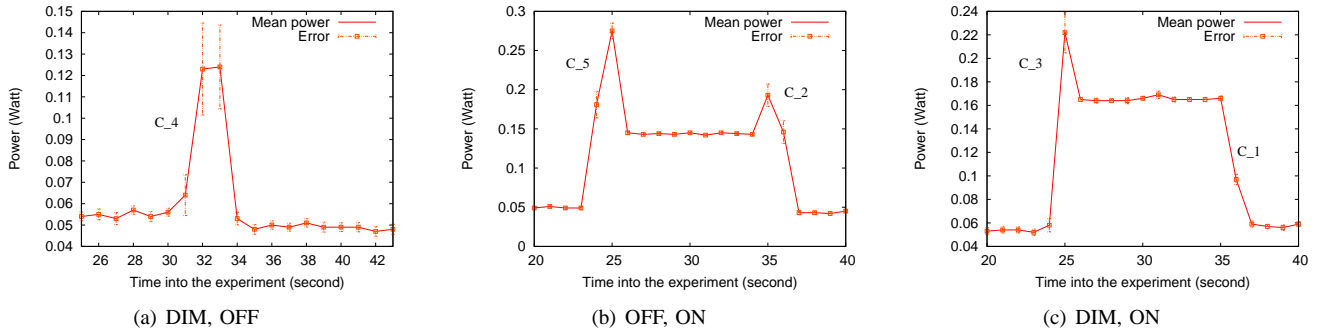 0.15
0.14
0.13
0.12
0.11
0.1
0.09
0.08
0.07
0.06
0.05
0.04
Power (Watt)
Mean power
Error
C_4
26 28 30 32 34 36 38 40 42
Time into the experiment (second)
(a) DIM, OFF
0.3
0.25
0.2
0.15
0.1
0.05
0
Power (Watt)
Mean power
Error
C_5
C_2
20 25 30 35 40
Time into the experiment (second)
(b) OFF, ON
0.24
0.22
0.2
0.18
0.16
0.14
0.12
0.1
0.08
0.06
0.04
Power (Watt)
Mean power
Error
C_3
C_1
20 25 30 35 40
Time into the experiment (second)
(c) DIM, ON